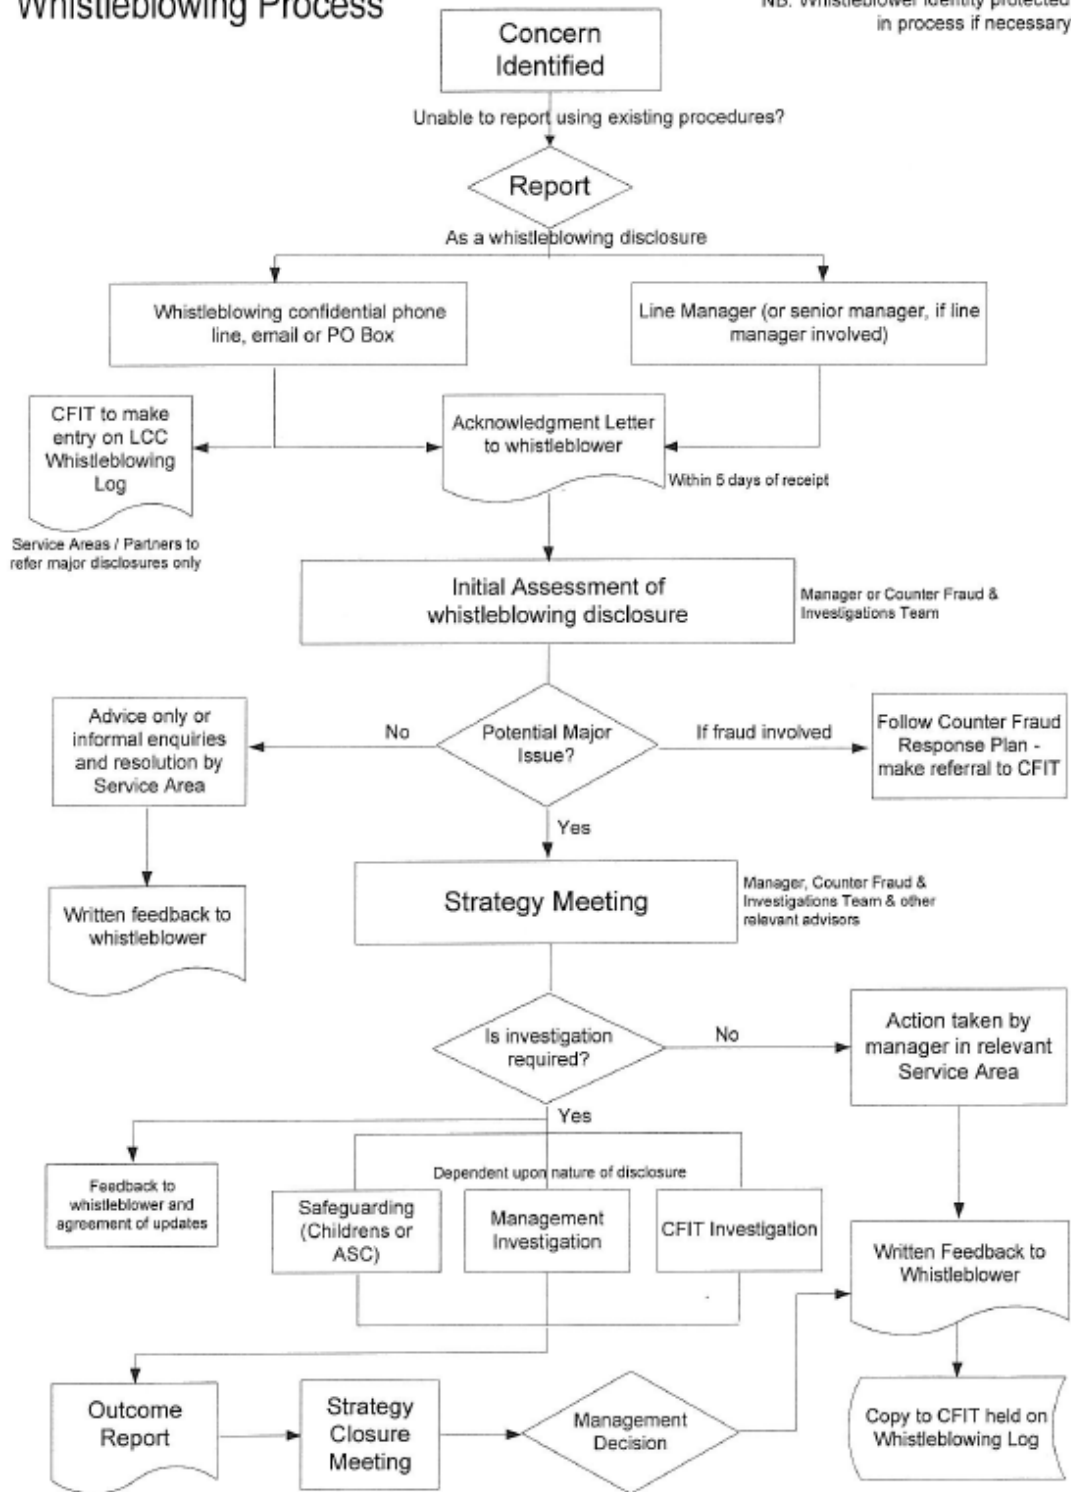 Whistleblowing Process
NB: Whistleblower identity protected
in process if necessary
Concern
Identified
Unable to report using existing procedures?
Report
As a whistleblowing disclosure
Whistleblowing confidential phone
line, email or PO Box
Line Manager (or senior manager, if line
manager involved)
CFIT to make
entry on LCC
Whistleblowing
Log
Acknowledgment Letter
to whistleblower
Within 5 days of receipt
Service Areas / Partners to
refer major disclosures only
Initial Assessment of
whistleblowing disclosure
Manager or Counter Fraud &
Investigations Team
Advice only or
informal enquiries
and resolution by
Service Area
No
Potential Major
Issue?
If fraud involved
Follow Counter Fraud
Response Plan -
make referral to CFIT
Yes
Written feedback to
whistleblower
Strategy Meeting
Manager, Counter Fraud &
Investigations Team & other
relevant advisors
Is investigation
required?
No
Action taken by
manager in relevant
Service Area
Yes
Dependent upon nature of disclosure
Feedback to
whistleblower and
agreement of updates
Safeguarding
(Childrens or
ASC)
Management
Investigation
CFIT Investigation
Written Feedback to
Whistleblower
Outcome
Report
Strategy
Closure
Meeting
Management
Decision
Copy to CFIT held on
Whistleblowing Log